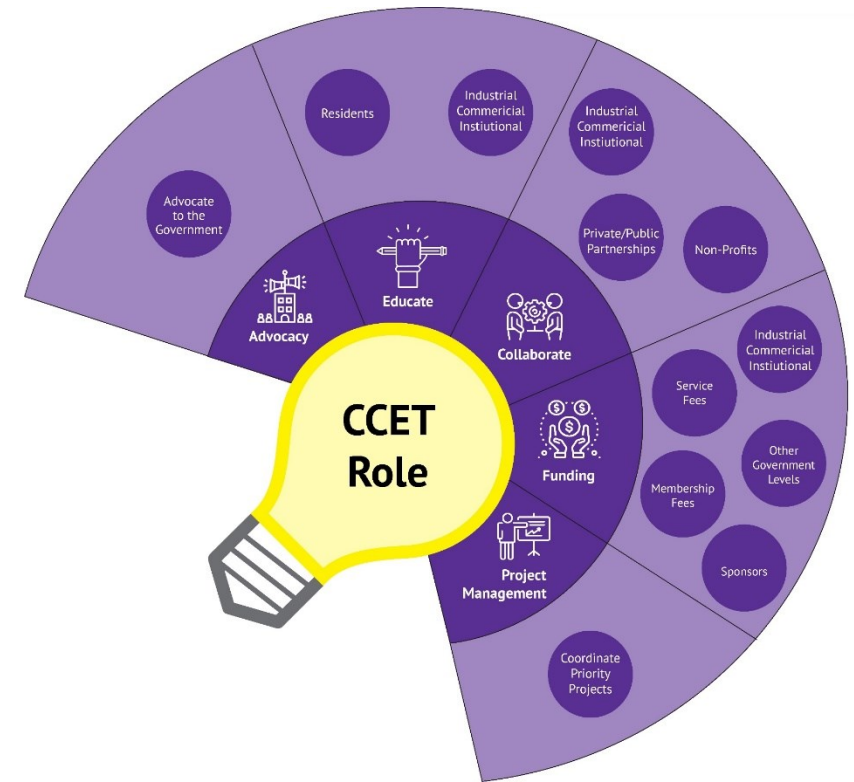 CCET
Role
Advocacy
Advocate
to the
Government
Educate
Residents
Industrial
Commericial
Instiutional
Collaborate
Industrial
Commericial
Instiutional
Private/Public
Partnerships
Non-Profits
Funding
Industrial
Commericial
Instiutional
Service
Fees
Other
Government
Levels
Membership
Fees
Sponsors
Project
Management
Coordinate
Priority
Projects